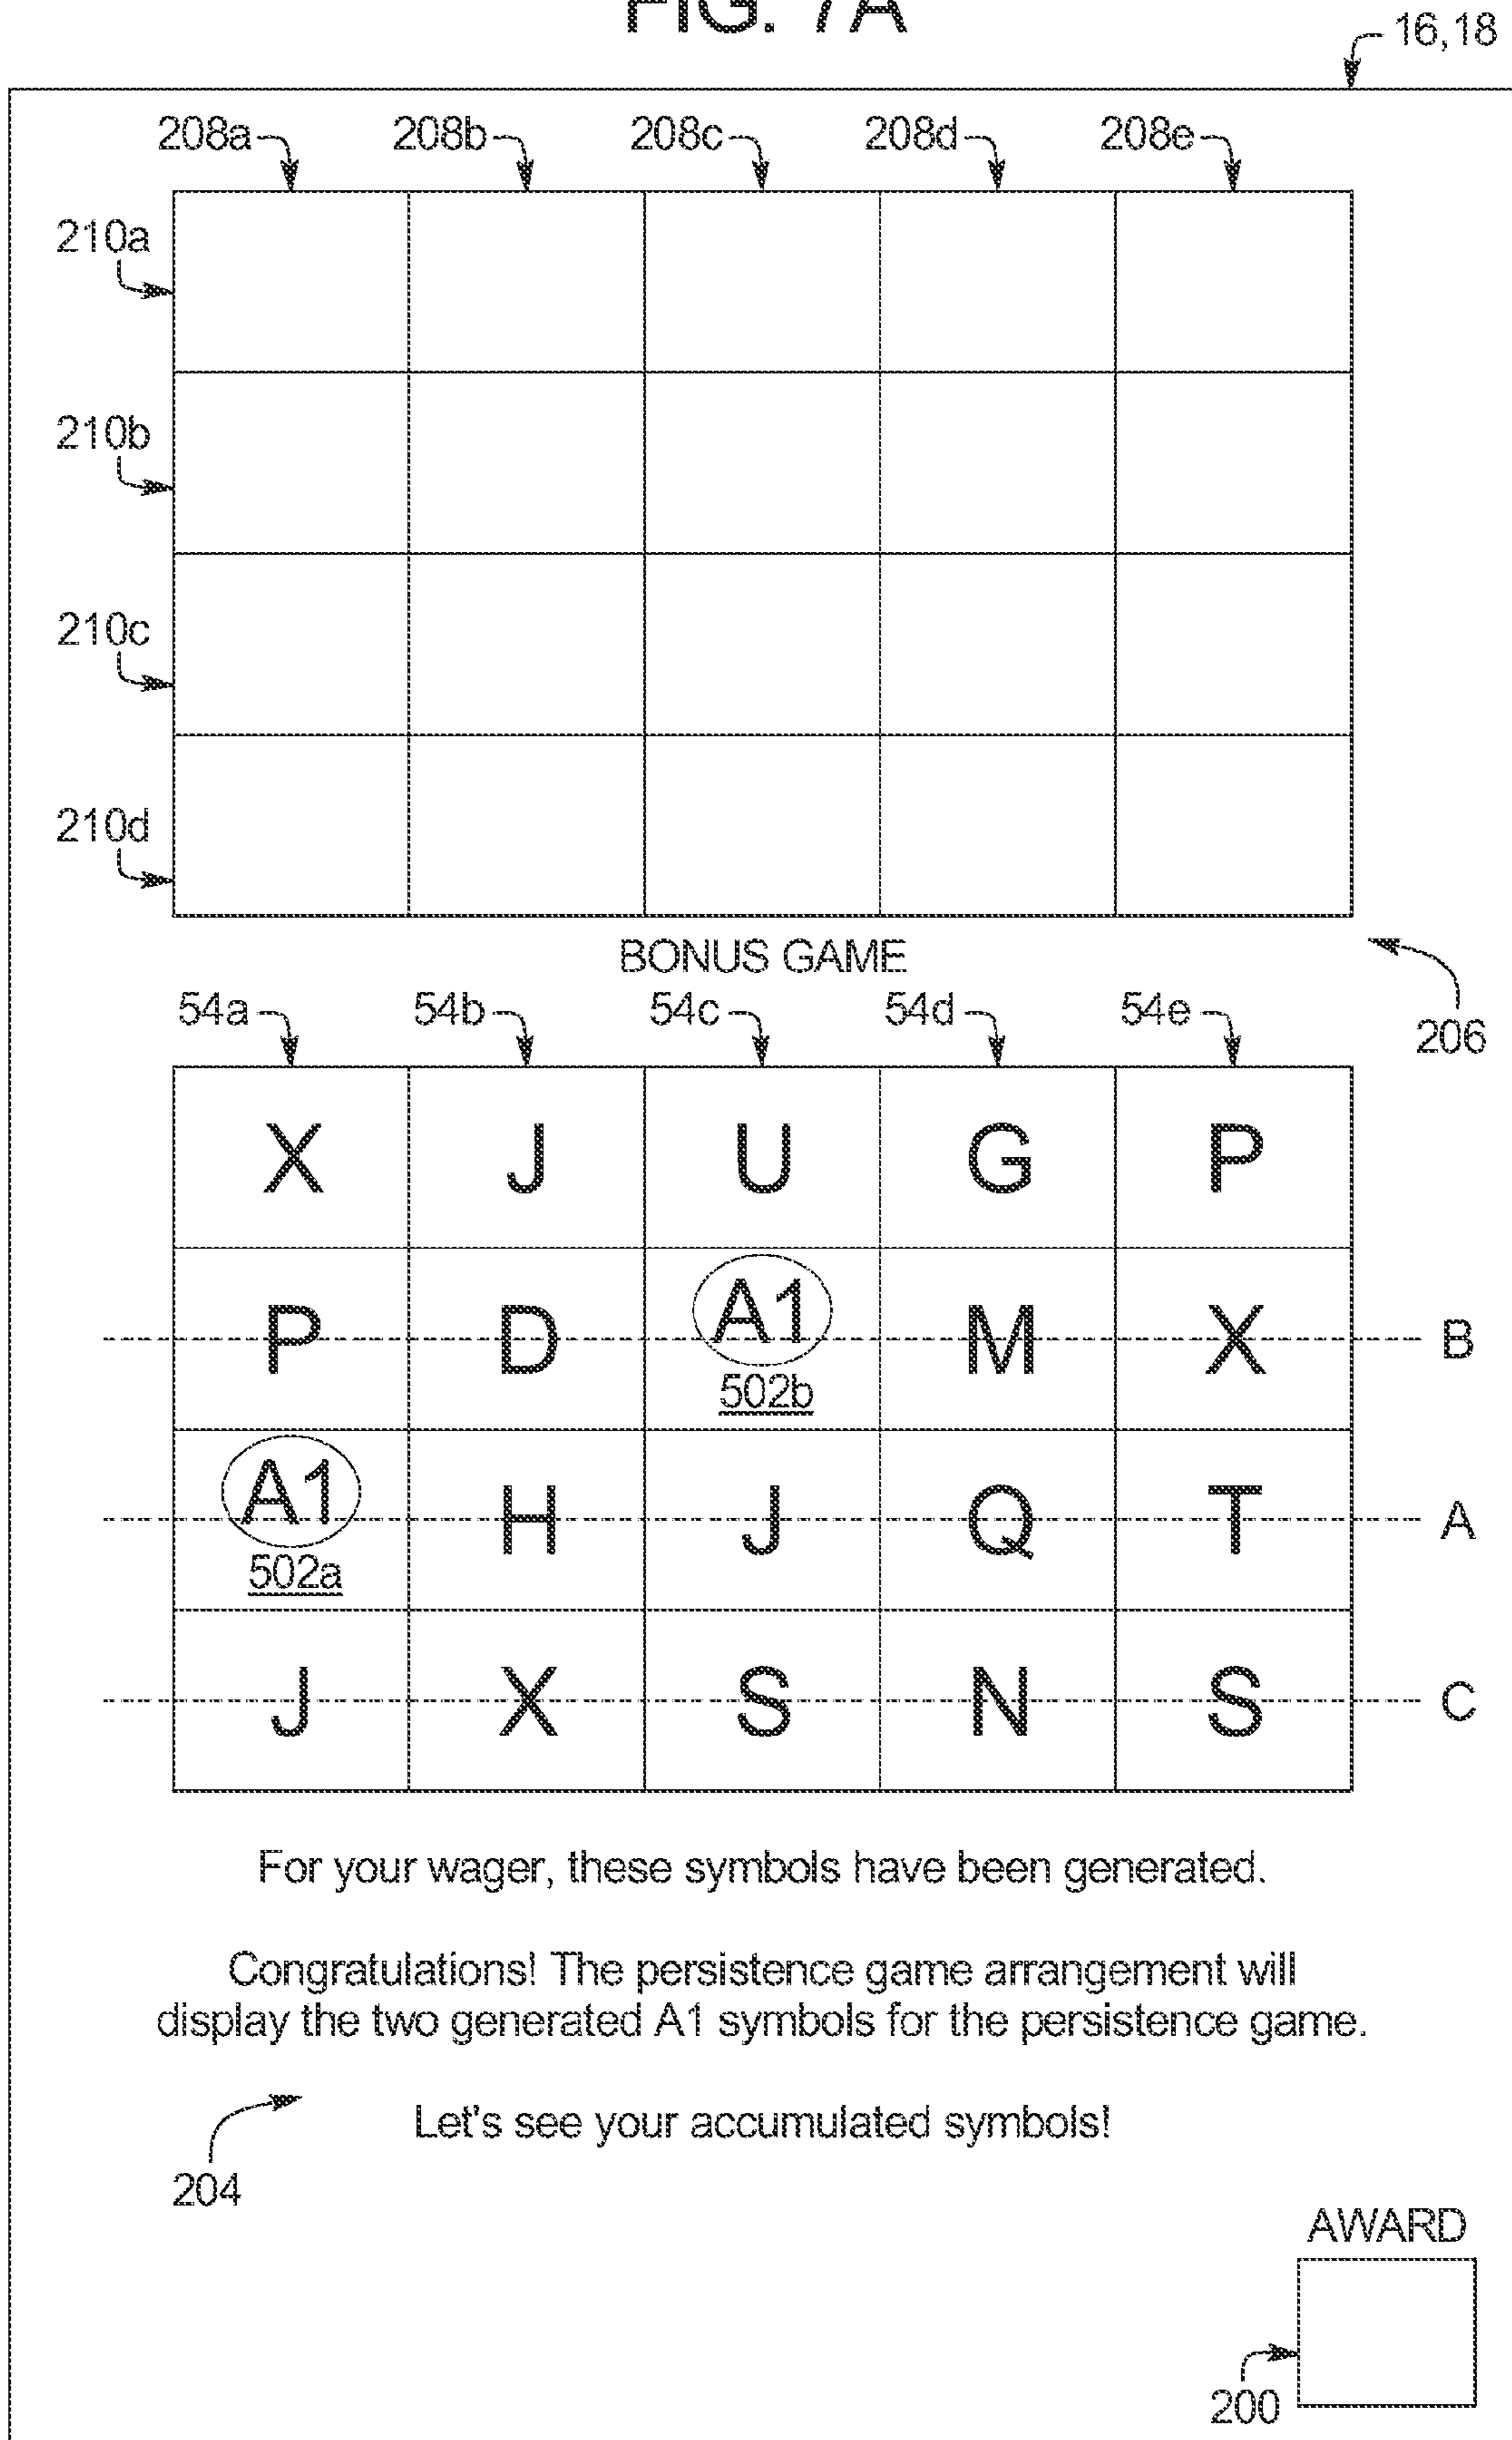 FIG. 7A
16,18
208a 208b 208c 208d 208e
210a
210b
210c
210d
BONUS GAME
206
54a 54b 54c 54d 54e
X J U G P
P D A1 M X B
502b
A1 H J Q T A
502a
J X S N S C
For your wager, these symbols have been generated.
Congratulations! The persistence game arrangement will
display the two generated A1 symbols for the persistence game.
Let's see your accumulated symbols!
204
AWARD
200